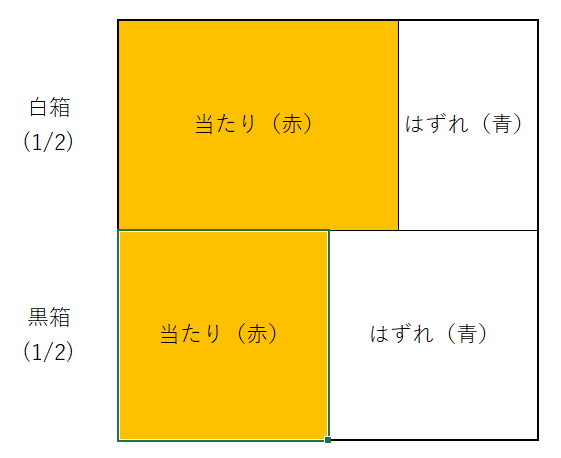 白箱
(1/2)
当たり（赤）
はずれ（青）
黒箱
(1/2)
当たり（赤）
はずれ（青）